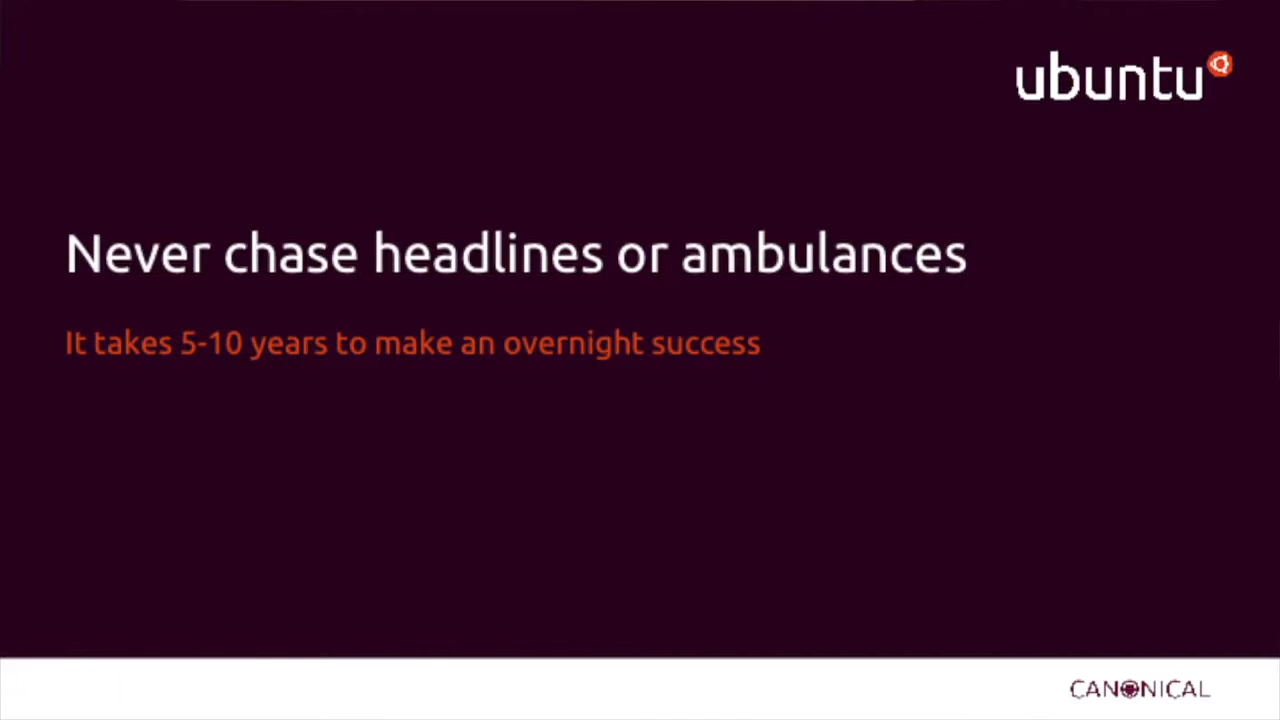 ubuntu
Never chase headlines or ambulances
It takes 5-10 years to make an overnight success
CANONICAL